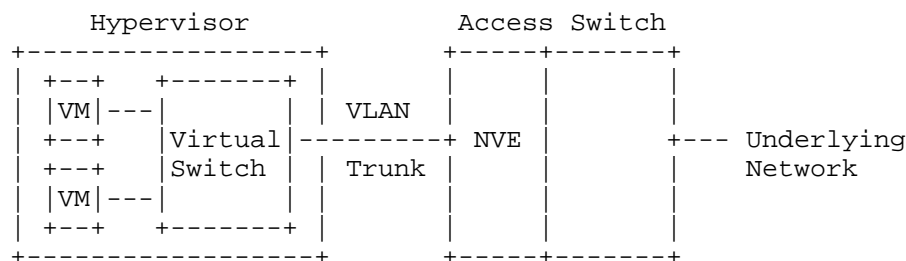 Hypervisor Access Switch
VM VLAN
Virtual NVE Underlying
Switch Trunk Network
VM